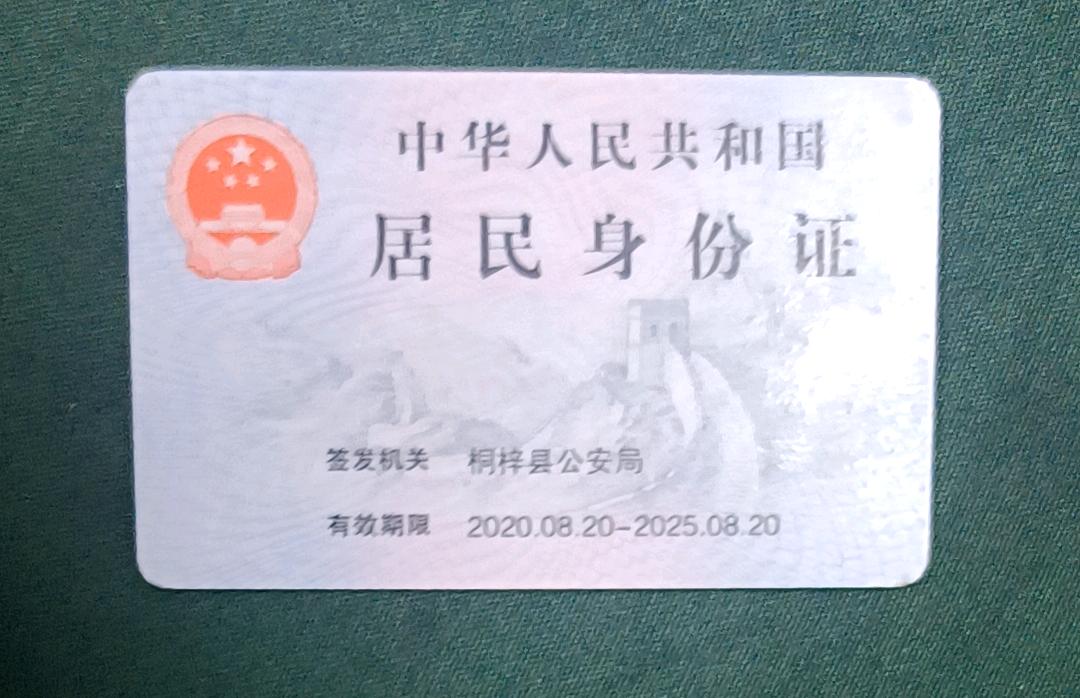 中华人民共和国
居民身份证
签发机关 桐梓县公安局
有效期限 2020.08.20-2025.08.20